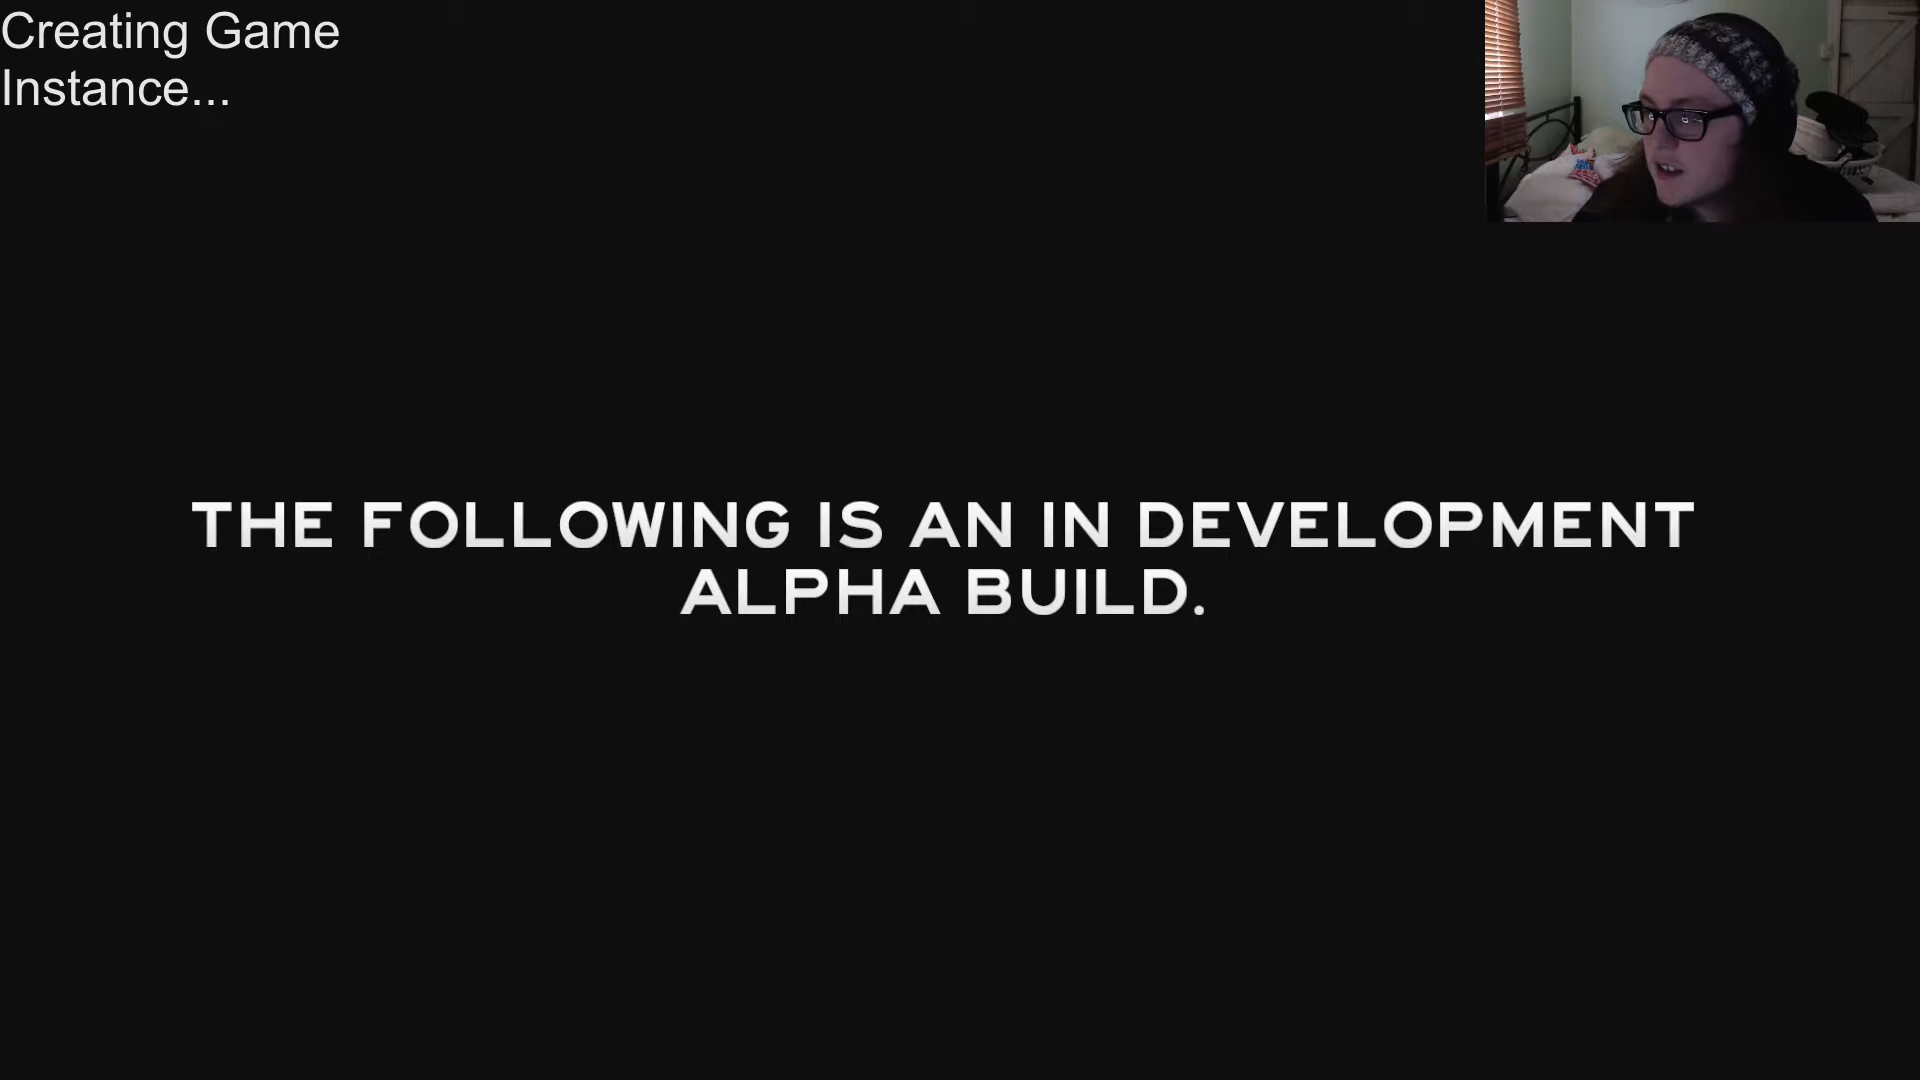 Creating Game
Instance...
THE FOLLOWING IS AN IN DEVELOPMENT
ALPHA BUILD.